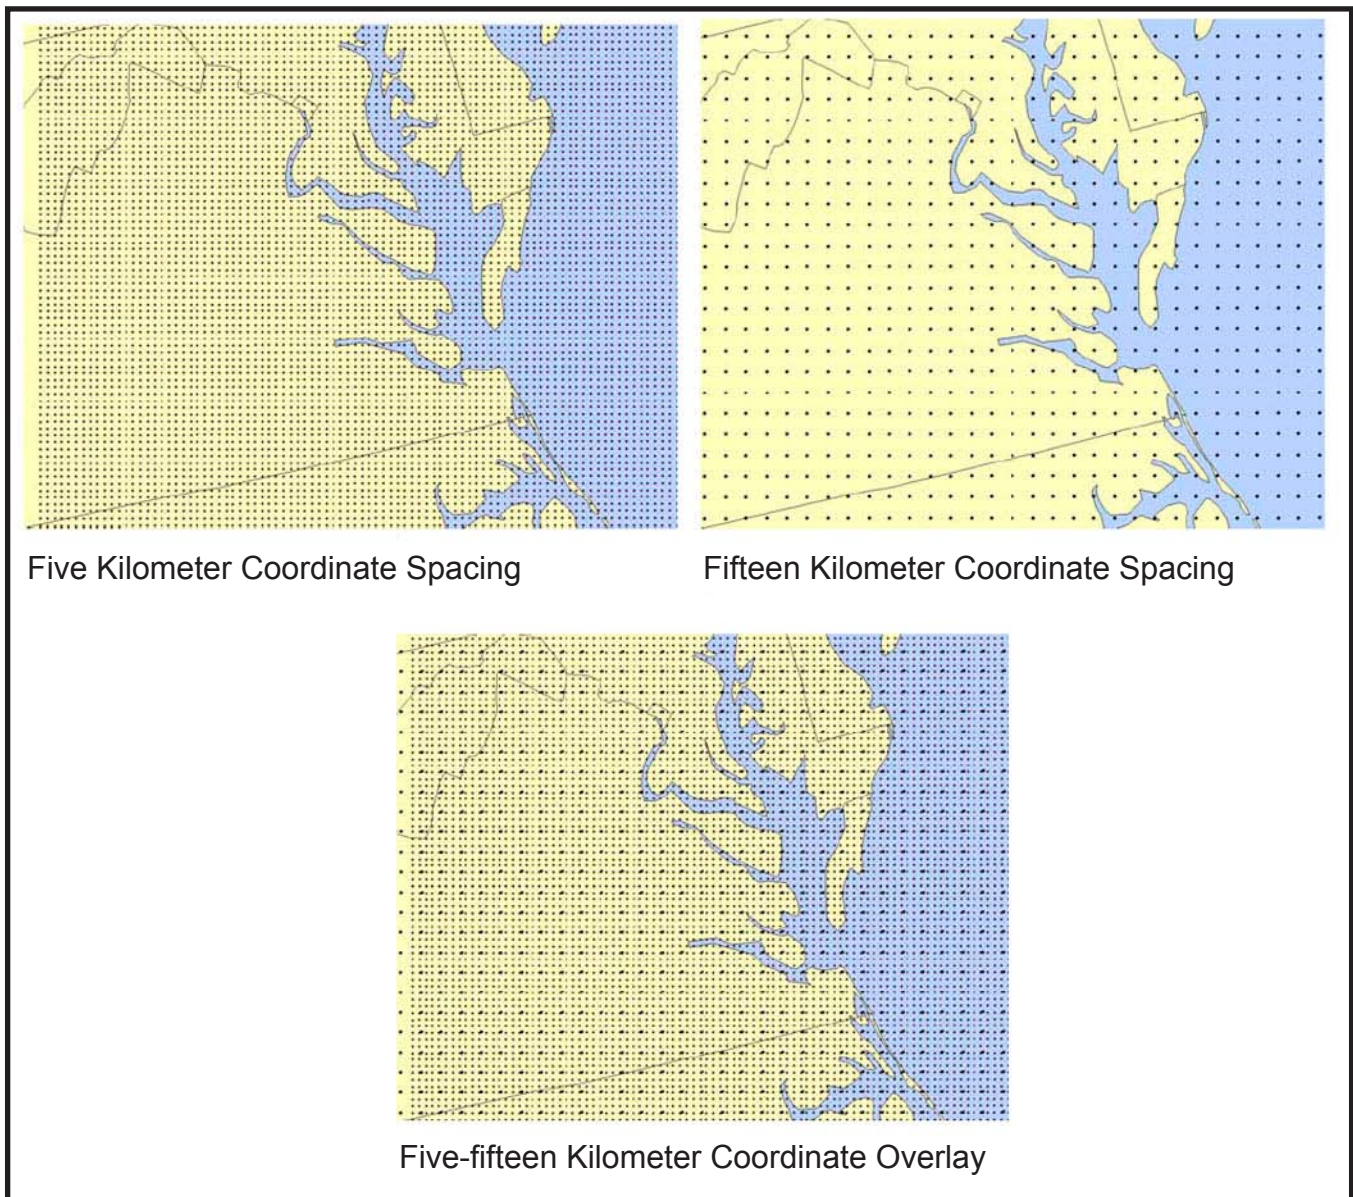 Five Kilometer Coordinate Spacing
Fifteen Kilometer Coordinate Spacing
Five-fifteen Kilometer Coordinate Overlay